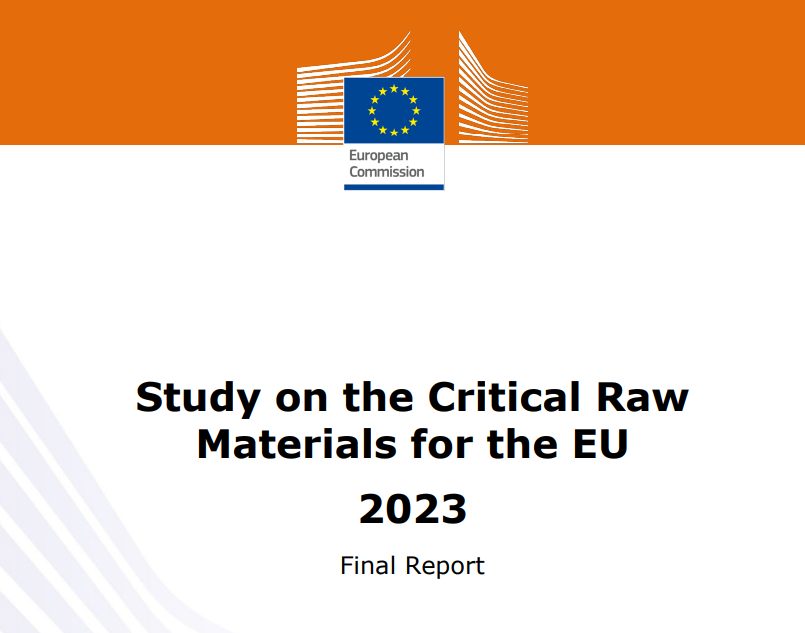 European
Commission
Study on the Critical Raw
Materials for the EU
2023
Final Report